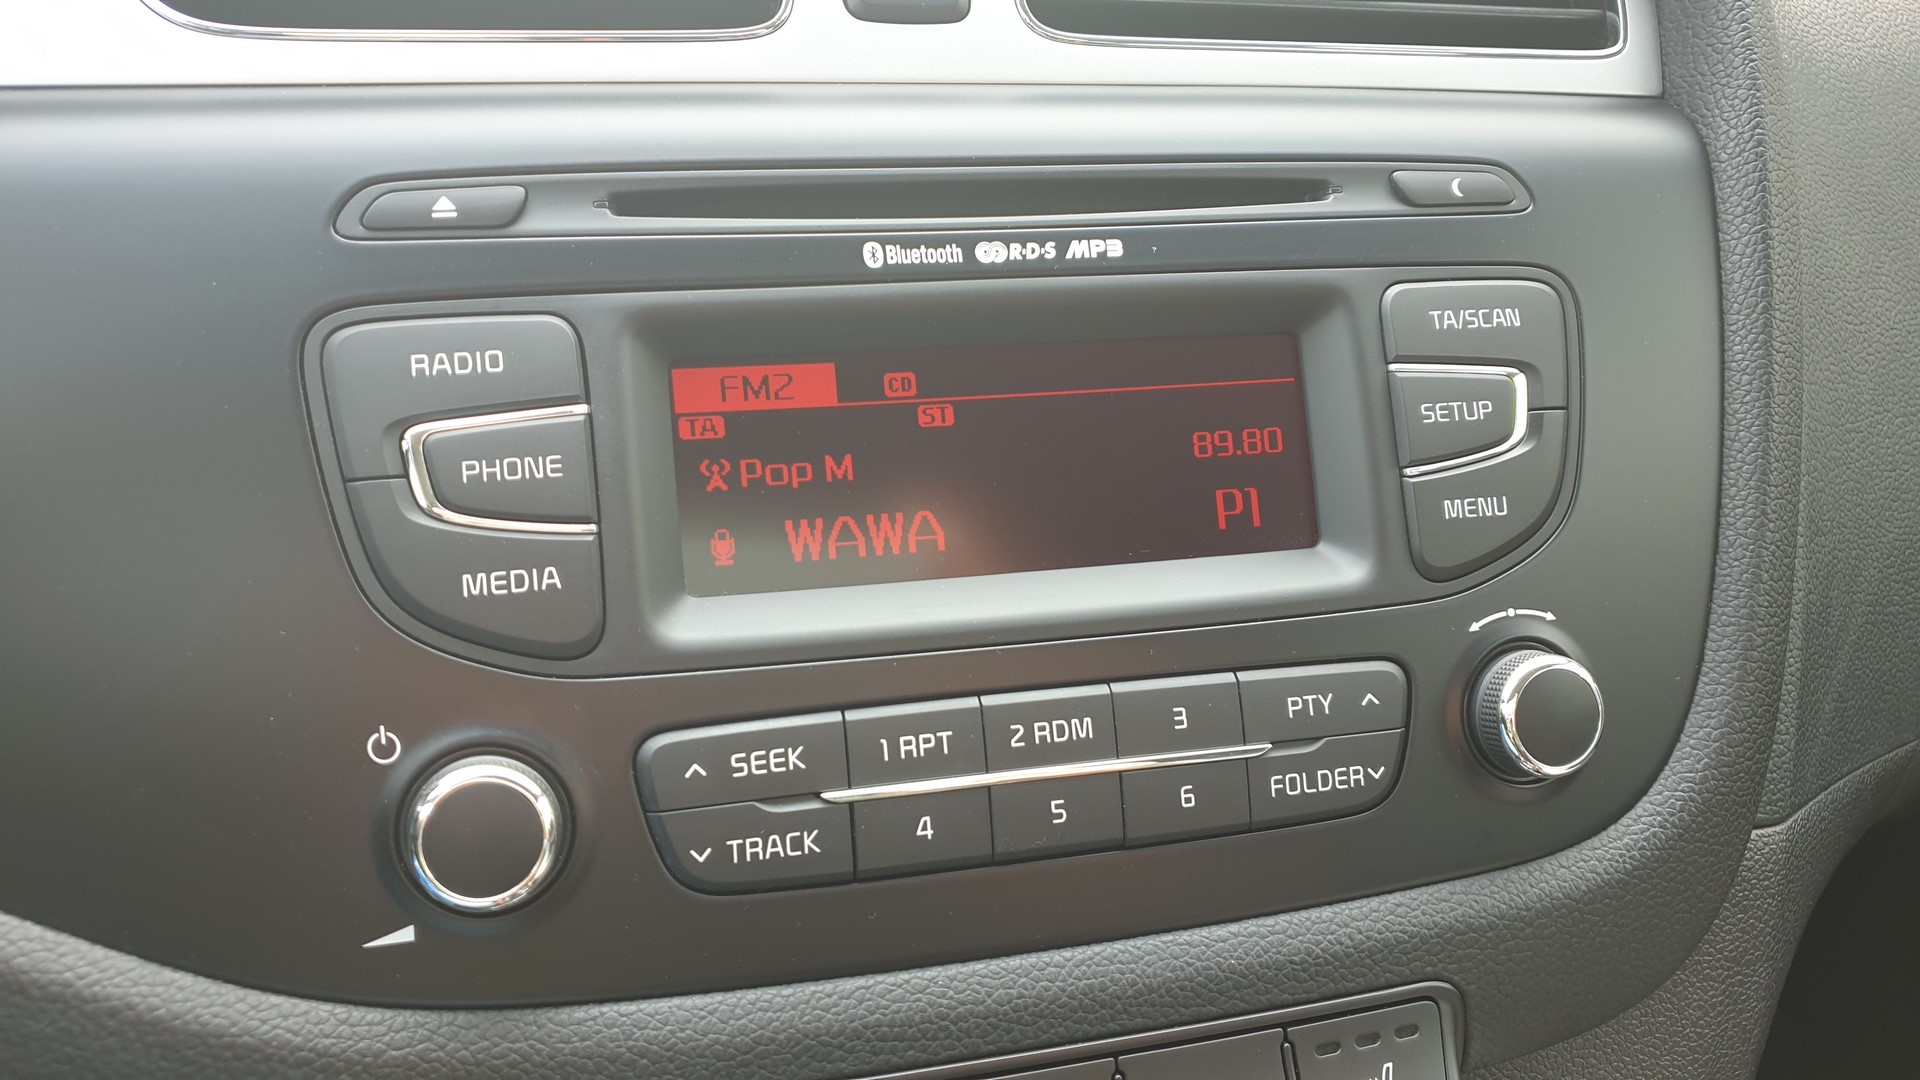 Bluetooth R·D·S MP3
RADIO
PHONE
MEDIA
FM2 CD
TA ST
Pop M 89.80
WAWA P1
TA/SCAN
SETUP
MENU
SEEK 1 RPT 2 RDM 3 PTY
TRACK 4 5 6 FOLDER